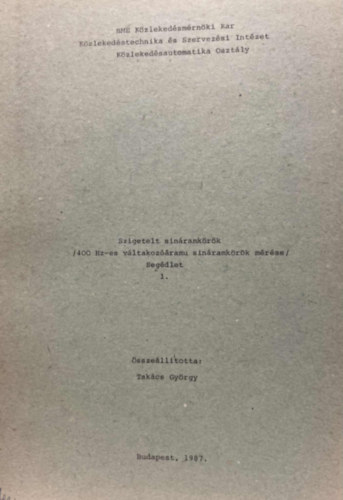 BME Közlekedésmérnöki Kar
Közlekedéstechnika és Szervezési Intézet
Közlekedésautomatika Osztály
Szigetelt sínáramkörök
/400 Hz-es váltakozóáramu sínáramkörök mérése/
Segédlet
1.
Összeállította:
Takács György
Budapest, 1987.